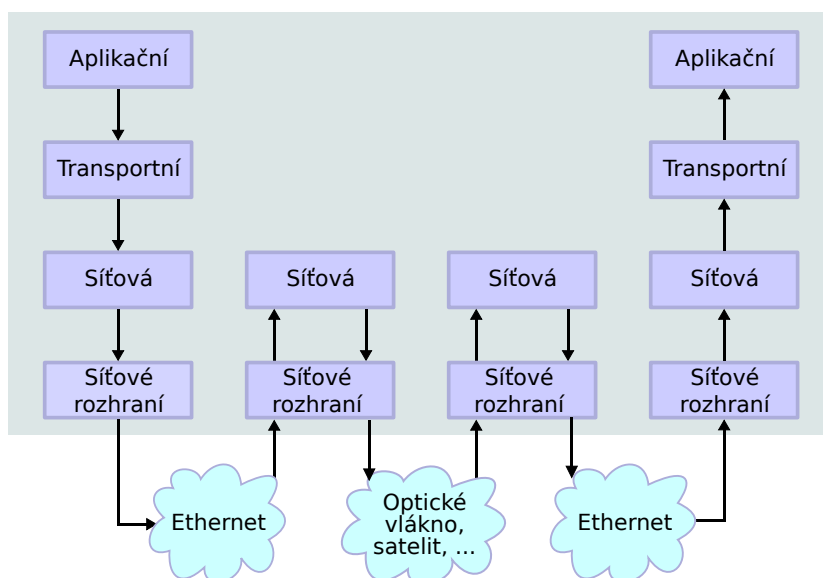 Aplikační
Aplikační
Transportní
Transportní
Síťová
Síťová
Síťová
Síťová
Síťové
rozhraní
Síťové
rozhraní
Síťové
rozhraní
Síťové
rozhraní
Ethernet
Optické
vlákno,
satelit, ...
Ethernet